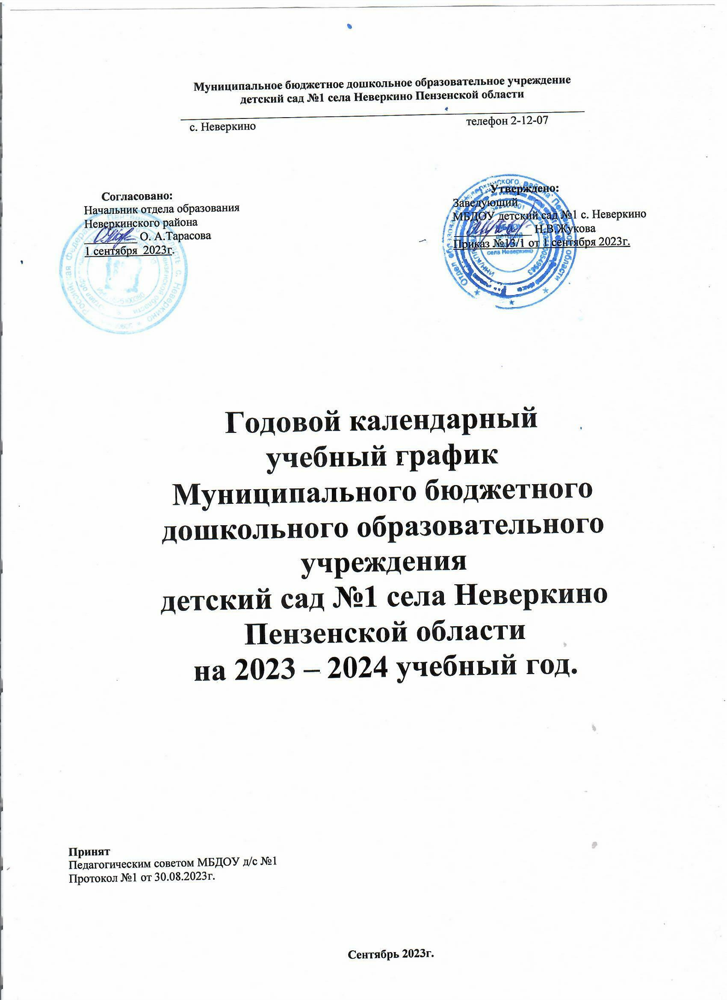 Муниципальное бюджетное дошкольное образовательное учреждение
детский сад №1 села Неверкино Пензенской области
с. Неверкино телефон 2-12-07
Согласовано:
Начальник отдела образования
Неверкинского района
О. А.Тарасова
1 сентября 2023г.
Утверждено:
Заведующий
МБДОУ детский сад №1 с. Неверкино
Н.В.Жукова
Приказ №13/1 от 1 сентября 2023г.
Годовой календарный
учебный график
Муниципального бюджетного
дошкольного образовательного
учреждения
детский сад №1 села Неверкино
Пензенской области
на 2023 – 2024 учебный год.
Принят
Педагогическим советом МБДОУ д/с №1
Протокол №1 от 30.08.2023г.
Сентябрь 2023г.